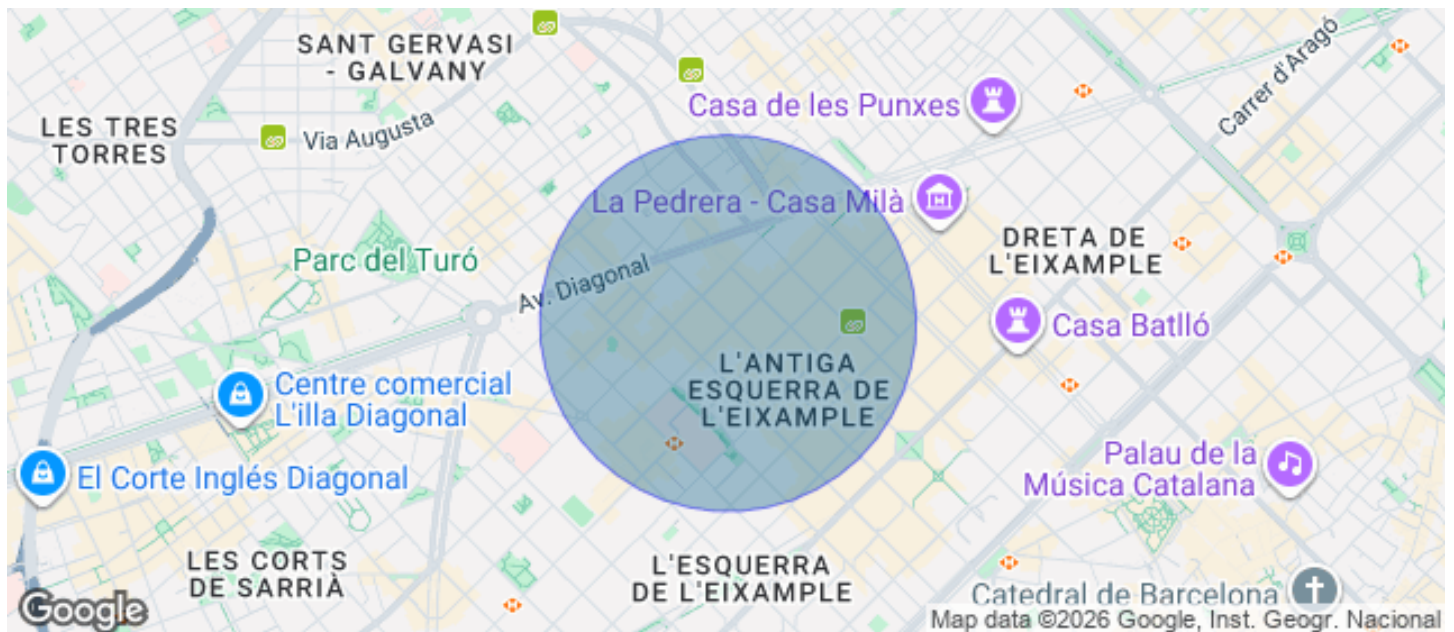 SANT GERVASI
- GALVANY
Casa de les Punxes
Carrer d'Aragó
LES TRES
TORRES
Via Augusta
La Pedrera - Casa Milà
DRETA DE
L'EIXAMPLE
Parc del Turó
Av. Diagonal
Casa Batlló
L'ANTIGA
ESQUERRA DE
L'EIXAMPLE
Centre comercial
L'illa Diagonal
El Corte Inglés Diagonal
Palau de la
Música Catalana
LES CORTS
DE SARRIÀ
L'ESQUERRA
DE L'EIXAMPLE
Catedral de Barcelona
Google
Map data ©2026 Google, Inst. Geogr. Nacional